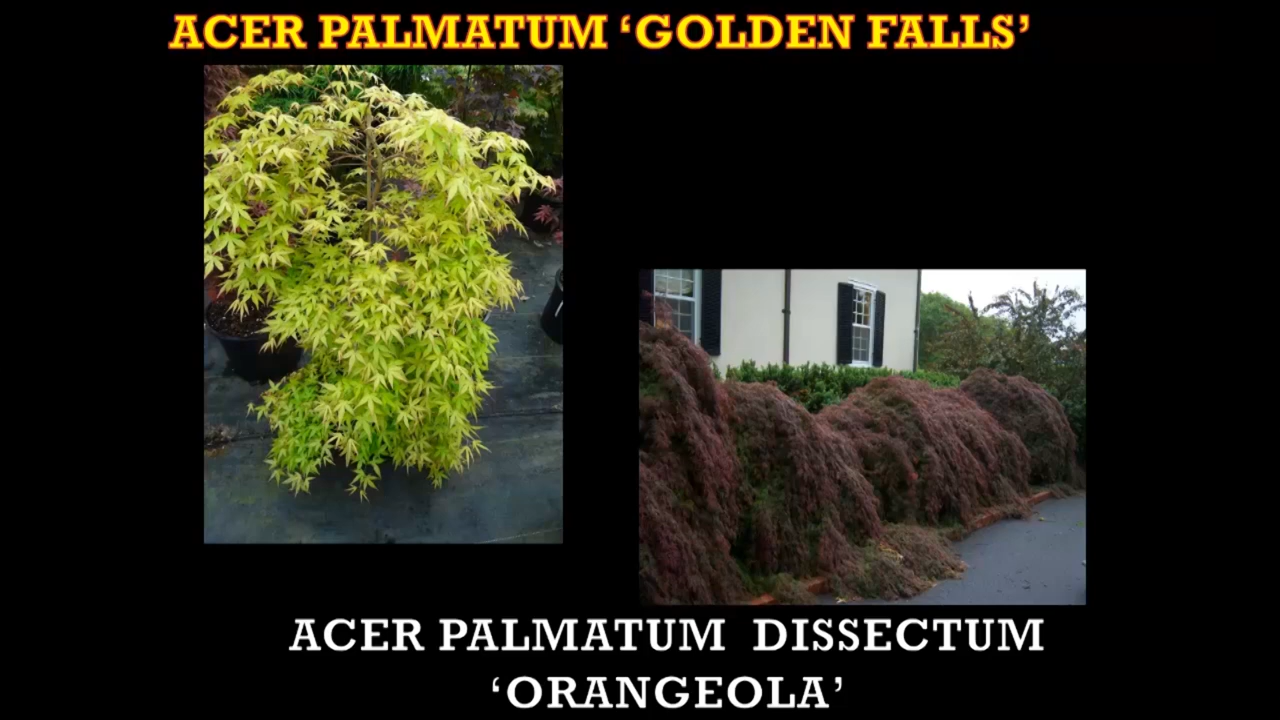 ACER PALMATUM ‘GOLDEN FALLS’
ACER PALMATUM DISSECTUM
‘ORANGEOLA’